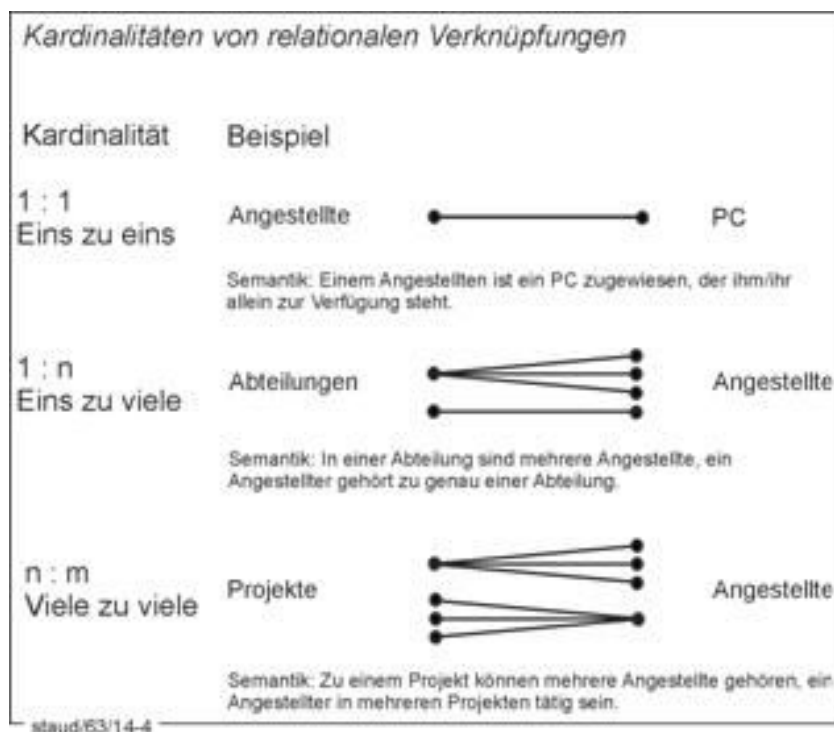 Kardinalitäten von relationalen Verknüpfungen
Kardinalität Beispiel
1 : 1
Eins zu eins
Angestellte PC
Semantik: Einem Angestellten ist ein PC zugewiesen, der ihm/ihr
allein zur Verfügung steht.
1 : n
Eins zu viele
Abteilungen Angestellte
Semantik: In einer Abteilung sind mehrere Angestellte, ein
Angestellter gehört zu genau einer Abteilung.
n : m
Viele zu viele
Projekte Angestellte
Semantik: Zu einem Projekt können mehrere Angestellte gehören, ein
Angestellter in mehreren Projekten tätig sein.
staud/63/14-4